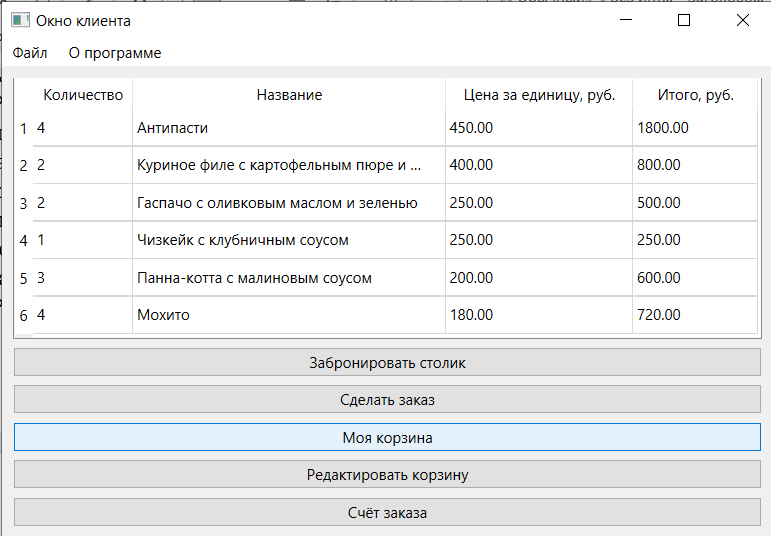 Окно клиента
Файл О программе
Количество Название Цена за единицу, руб. Итого, руб.
1 4 Антипасти 450.00 1800.00
2 2 Куриное филе с картофельным пюре и ... 400.00 800.00
3 2 Гаспачо с оливковым маслом и зеленью 250.00 500.00
4 1 Чизкейк с клубничным соусом 250.00 250.00
5 3 Панна-котта с малиновым соусом 200.00 600.00
6 4 Мохито 180.00 720.00
Забронировать столик
Сделать заказ
Моя корзина
Редактировать корзину
Счёт заказа